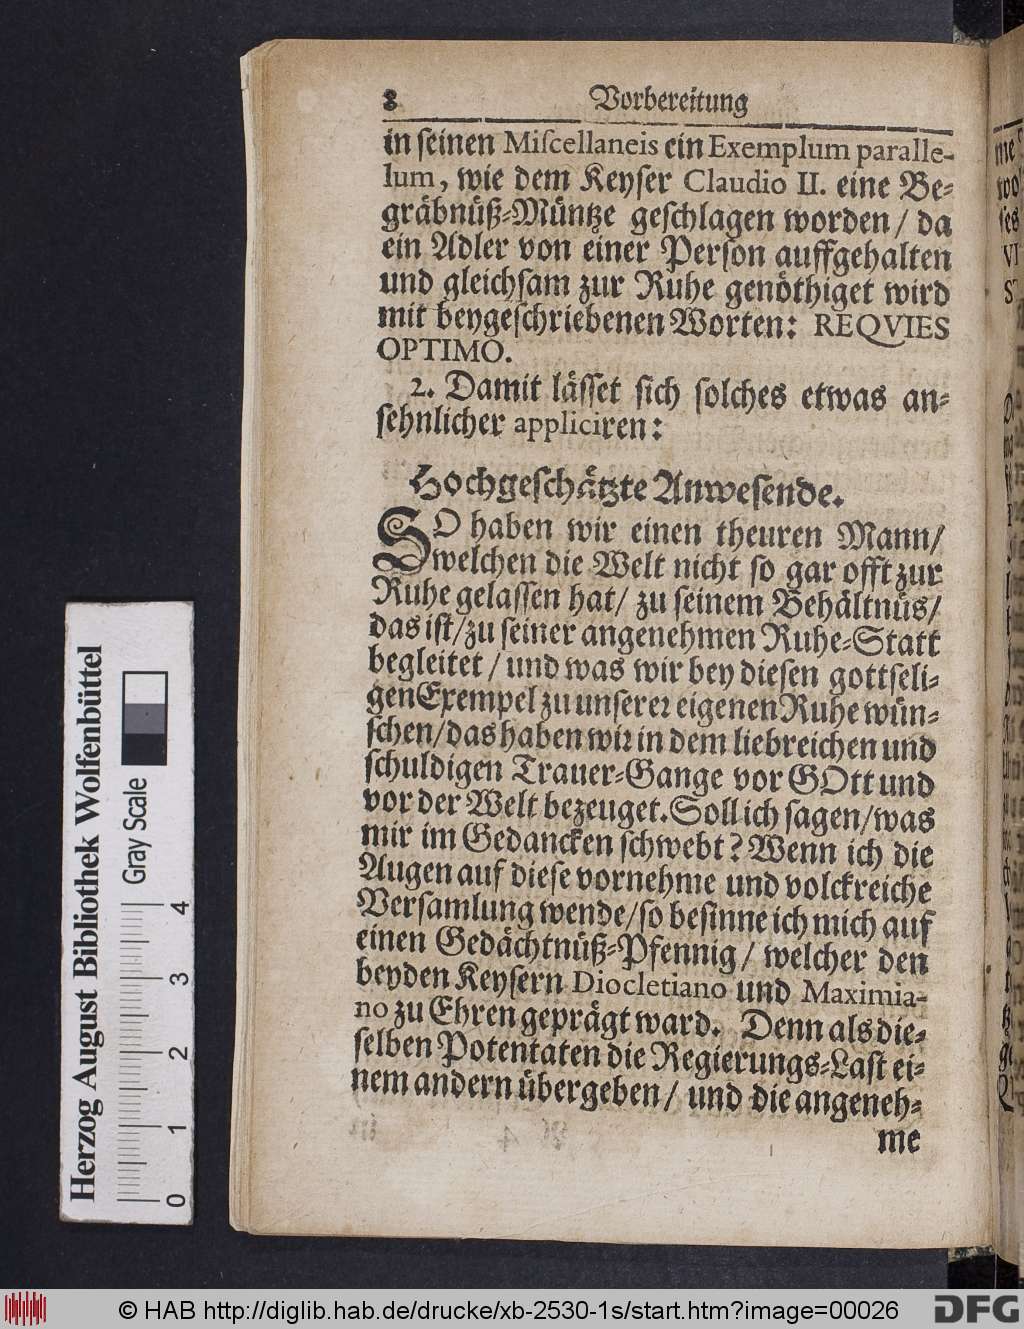 8 Vorbereitung
in seinen Miscellaneis ein Exemplum paralle-
lum, wie dem Keyser Claudio II. eine Be-
gräbnüß-Müntze geschlagen worden / da
ein Adler von einer Person auffgehalten
und gleichsam zur Ruhe genöthiget wird
mit beygeschriebenen Worten: REQVIES
OPTIMO.
2. Damit lässet sich solches etwas an-
sehnlicher appliciren:
Hochgeschätzte Anwesende.
SO haben wir einen theuren Mann/
welchen die Welt nicht so gar offt zur
Ruhe gelassen hat/ zu seinem Behältnüs/
das ist/zu seiner angenehmen Ruhe-Statt
begleitet / und was wir bey diesen gottseli-
gen Exempel zu unserer eigenen Ruhe wün-
schen/das haben wir in dem liebreichen und
schuldigen Trauer-Gange vor GOtt und
vor der Welt bezeuget. Soll ich sagen/was
mir im Gedancken schwebt? Wenn ich die
Augen auf diese vornehme und volckreiche
Versamlung wende/so besinne ich mich auf
einen Gedächtnüß-Pfennig/ welcher den
beyden Keysern Diocletiano und Maximia-
no zu Ehren geprägt ward. Denn als die-
selben Potentaten die Regierungs-Last ei-
nem andern übergeben/ und die angeneh-
me
Herzog August Bibliothek Wolfenbüttel
Gray Scale
0 1 2 3 4
© HAB http://diglib.hab.de/drucke/xb-2530-1s/start.htm?image=00026
DFG